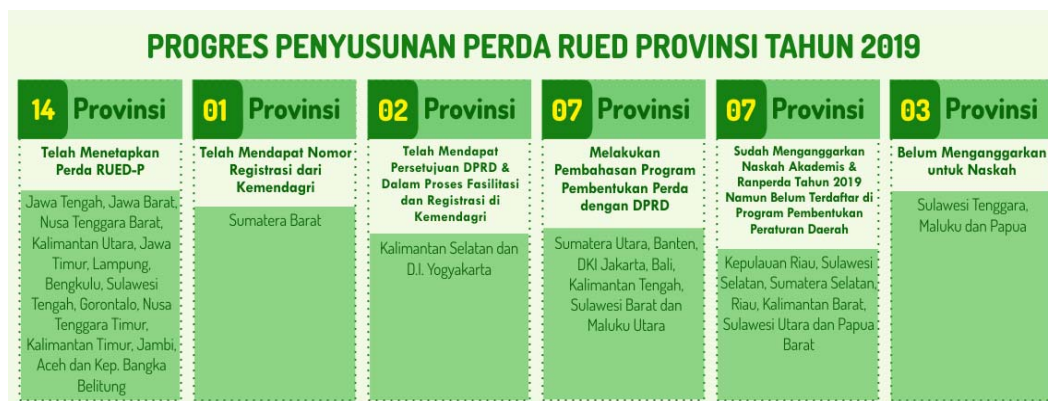 PROGRES PENYUSUNAN PERDA RUED PROVINSI TAHUN 2019
14 Provinsi
Telah Menetapkan
Perda RUED-P
Jawa Tengah, Jawa Barat,
Nusa Tenggara Barat,
Kalimantan Utara, Jawa
Timur, Lampung,
Bengkulu, Sulawesi
Tengah, Gorontalo, Nusa
Tenggara Timur,
Kalimantan Timur, Jambi,
Aceh dan Kep. Bangka
Belitung
01 Provinsi
Telah Mendapat Nomor
Registrasi dari
Kemendagri
Sumatera Barat
02 Provinsi
Telah Mendapat
Persetujuan DPRD &
Dalam Proses Fasilitasi
dan Registrasi di
Kemendagri
Kalimantan Selatan dan
D.I. Yogyakarta
07 Provinsi
Melakukan
Pembahasan Program
Pembentukan Perda
dengan DPRD
Sumatera Utara, Banten,
DKI Jakarta, Bali,
Kalimantan Tengah,
Sulawesi Barat dan
Maluku Utara
07 Provinsi
Sudah Menganggarkan
Naskah Akademis &
Ranperda Tahun 2019
Namun Belum Terdaftar di
Program Pembentukan
Peraturan Daerah
Kepulauan Riau, Sulawesi
Selatan, Sumatera Selatan,
Riau, Kalimantan Barat,
Sulawesi Utara dan Papua
Barat
03 Provinsi
Belum Menganggarkan
untuk Naskah
Sulawesi Tenggara,
Maluku dan Papua